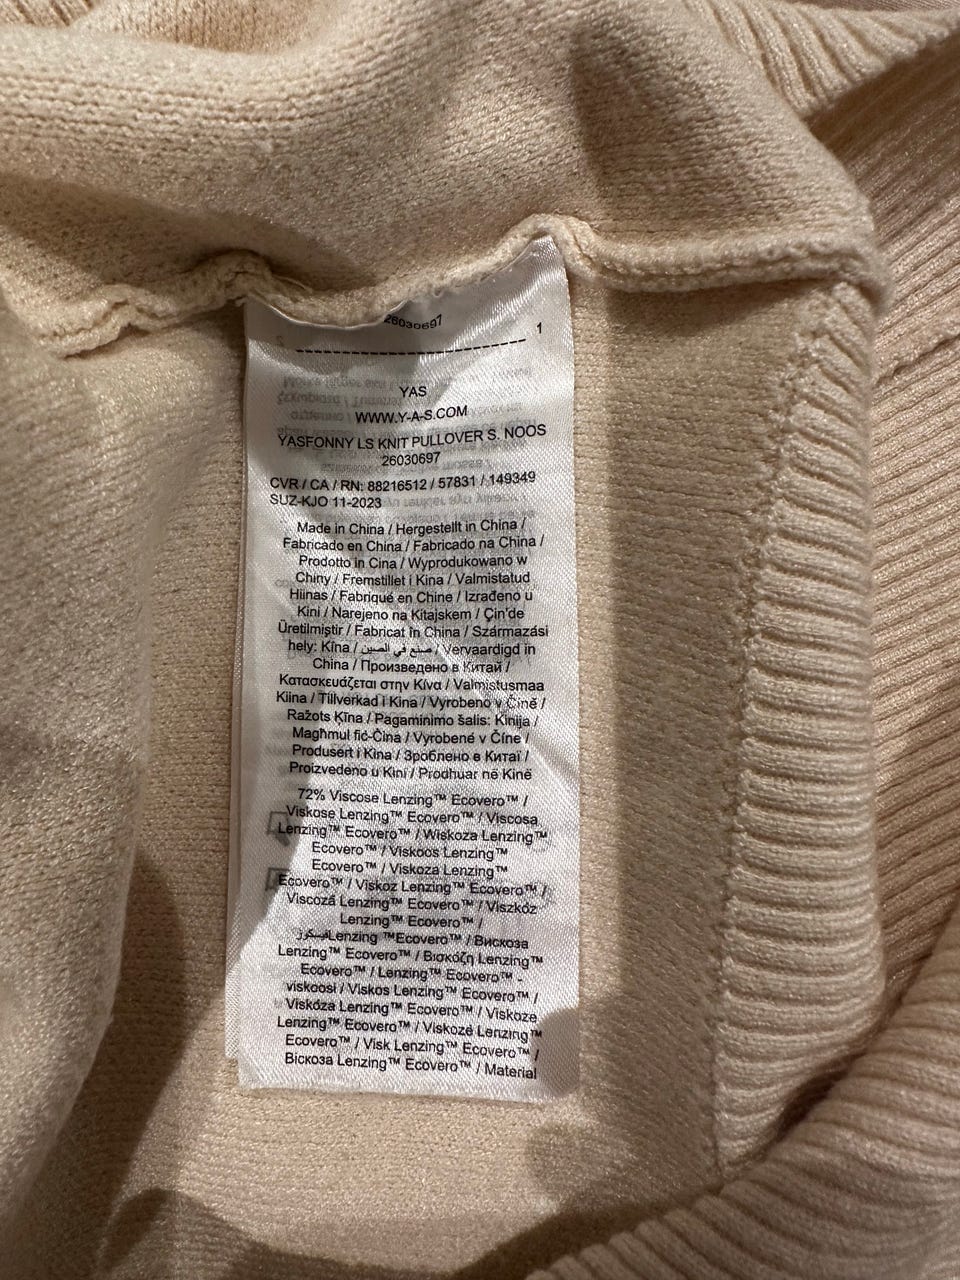 26030697
1
YAS
WWW.Y-A-S.COM
YASFONNY LS KNIT PULLOVER S. NOOS
26030697
CVR / CA / RN: 88216512 / 57831 / 149349
SUZ-KJO 11-2023
Made in China / Hergestellt in China /
Fabricado en China / Fabricado na China /
Prodotto in Cina / Wyprodukowano w
Chiny / Fremstillet i Kina / Valmistatud
Hiinas / Fabriqué en Chine / Izrađeno u
Kini / Narejeno na Kitajskem / Çin'de
Üretilmiştir / Fabricat în China / Származási
hely: Kína / صنع في الصين / Vervaardigd in
China / Произведено в Китай /
Κατασκευάζεται στην Κίνα / Valmistusmaa
Kiina / Tillverkad i Kina / Vyrobeno v Čině /
Ražots Ķīna / Pagaminimo šalis: Kinija /
Magħmul fiċ-Ċina / Vyrobené v Číne /
Produsert i Kina / Зроблено в Китаї /
Proizvedeno u Kini / Prodhuar në Kinë
72% Viscose Lenzing™ Ecovero™ /
Viskose Lenzing™ Ecovero™ / Viscosa
Lenzing™ Ecovero™ / Wiskoza Lenzing™
Ecovero™ / Viskoos Lenzing™
Ecovero™ / Viskoza Lenzing™
Ecovero™ / Viskoz Lenzing™ Ecovero™ /
Viscoză Lenzing™ Ecovero™ / Viszkóz
Lenzing™ Ecovero™ /
فيسكوزLenzing ™Ecovero™ / Вискоза
Lenzing™ Ecovero™ / Βισκόζη Lenzing™
Ecovero™ / Lenzing™ Ecovero™ -
viskoosi / Viskos Lenzing™ Ecovero™ /
Viskóza Lenzing™ Ecovero™ / Viskoze
Lenzing™ Ecovero™ / Viskozė Lenzing™
Ecovero™ / Visk Lenzing™ Ecovero™ /
Віскоза Lenzing™ Ecovero™ / Material